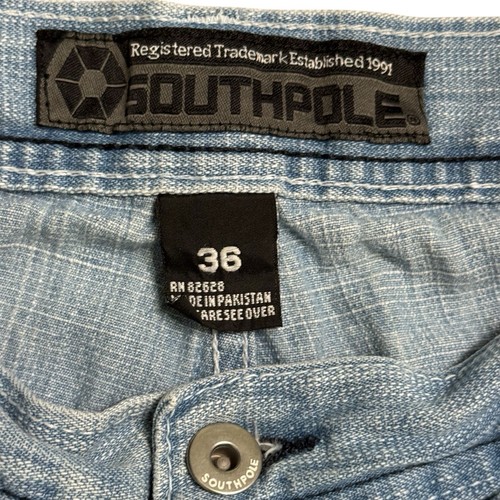 Registered Trademark Established 1991
SOUTHPOLE®
36
RN 82628
DE IN PAKISTAN
ARE SEE OVER
SOUTHPOLE